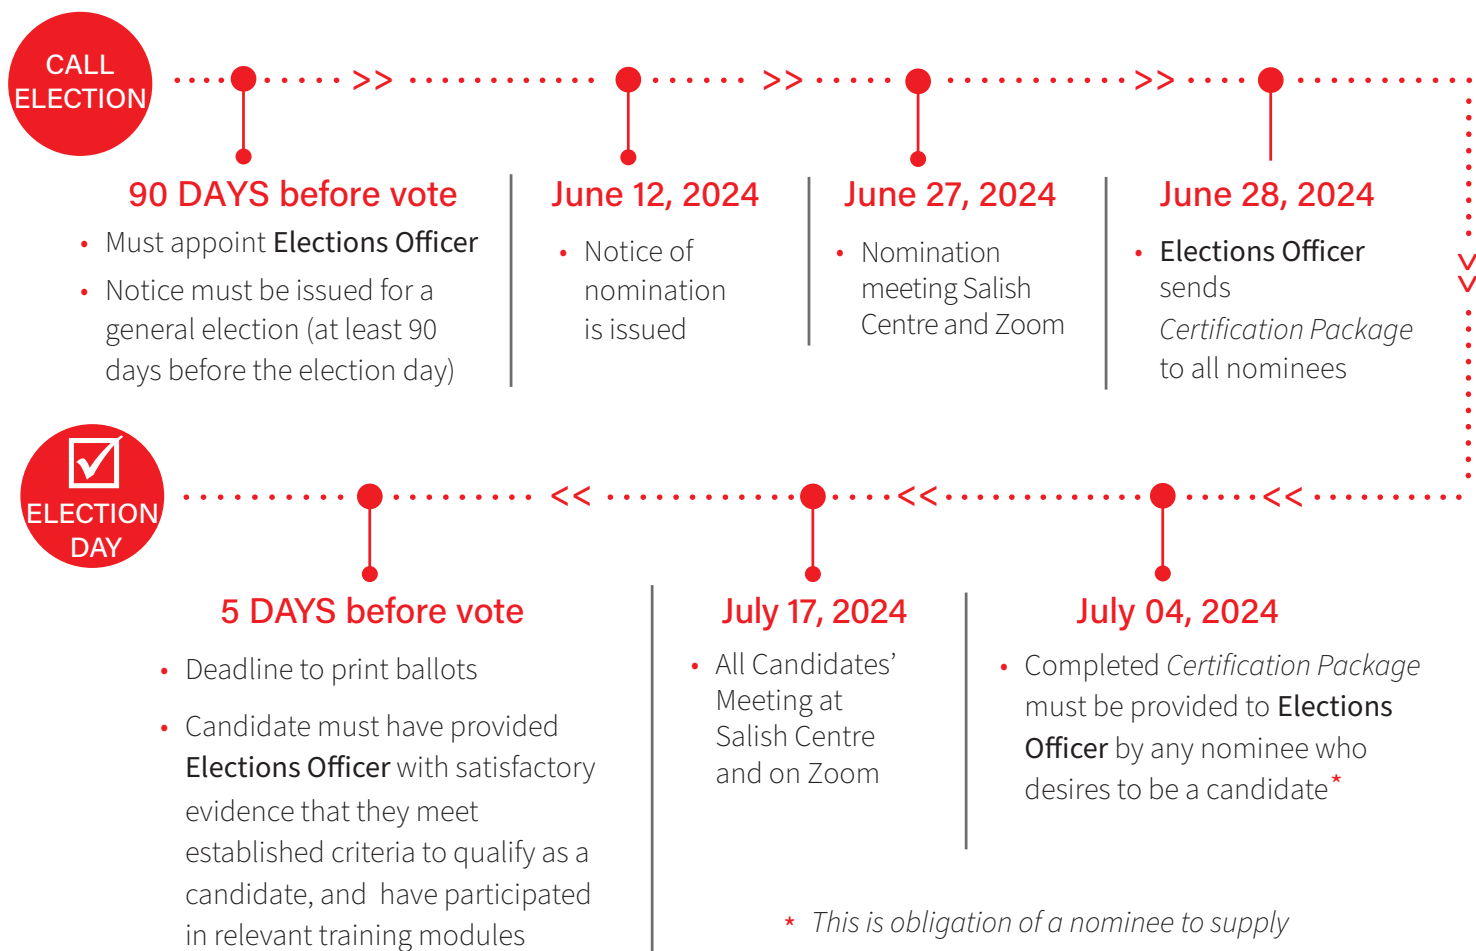 CALL
ELECTION
>> >> >>
90 DAYS before vote
• Must appoint Elections Officer
• Notice must be issued for a
general election (at least 90
days before the election day)
June 12, 2024
• Notice of
nomination
is issued
June 27, 2024
• Nomination
meeting Salish
Centre and Zoom
June 28, 2024
• Elections Officer
sends
Certification Package
to all nominees
>>
<< << <<
July 04, 2024
• Completed Certification Package
must be provided to Elections
Officer by any nominee who
desires to be a candidate*
July 17, 2024
• All Candidates’
Meeting at
Salish Centre
and on Zoom
5 DAYS before vote
• Deadline to print ballots
• Candidate must have provided
Elections Officer with satisfactory
evidence that they meet
established criteria to qualify as a
candidate, and have participated
in relevant training modules
ELECTION
DAY
* This is obligation of a nominee to supply